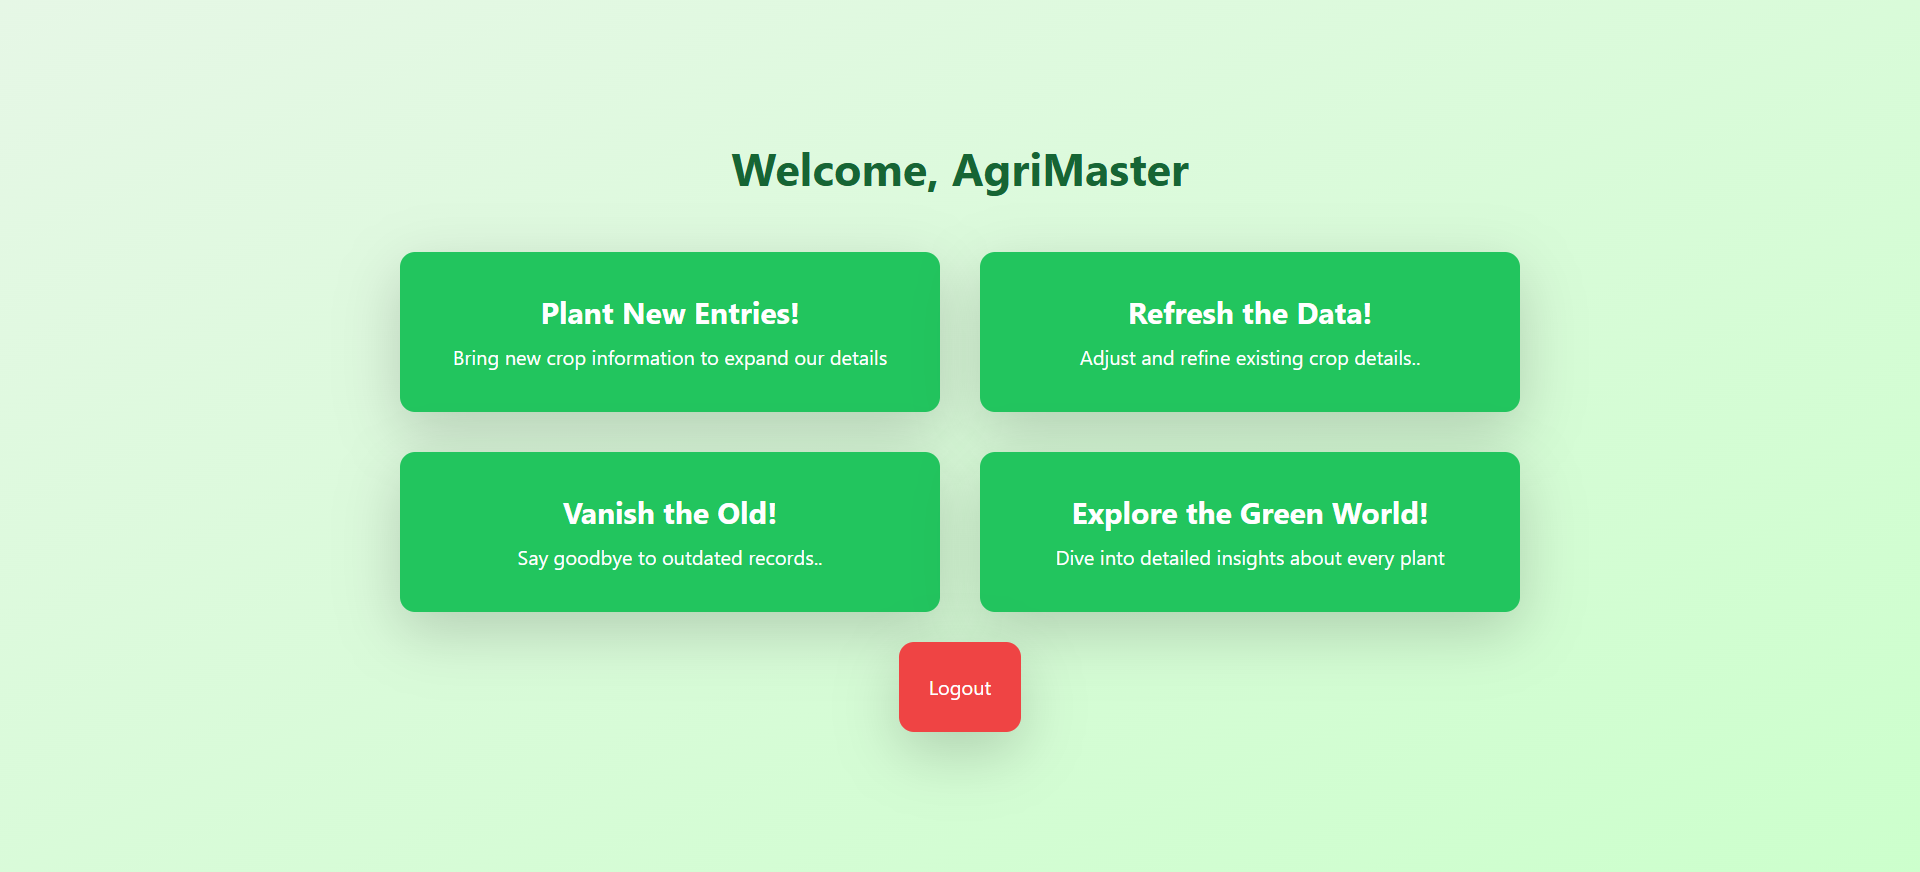 Welcome, AgriMaster
Plant New Entries!
Bring new crop information to expand our details
Refresh the Data!
Adjust and refine existing crop details..
Vanish the Old!
Say goodbye to outdated records..
Explore the Green World!
Dive into detailed insights about every plant
Logout